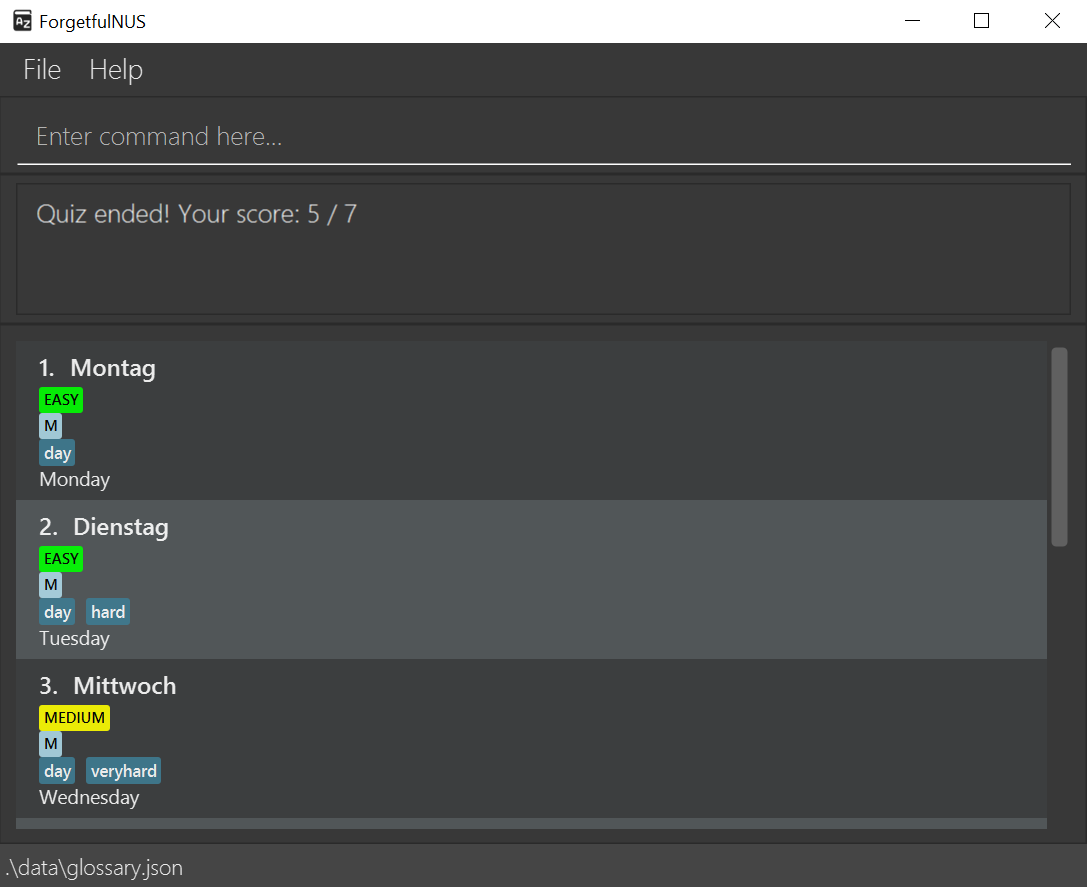 ForgetfulNUS
File Help
Enter command here...
Quiz ended! Your score: 5 / 7
1. Montag
EASY
M
day
Monday
2. Dienstag
EASY
M
day hard
Tuesday
3. Mittwoch
MEDIUM
M
day veryhard
Wednesday
.\data\glossary.json